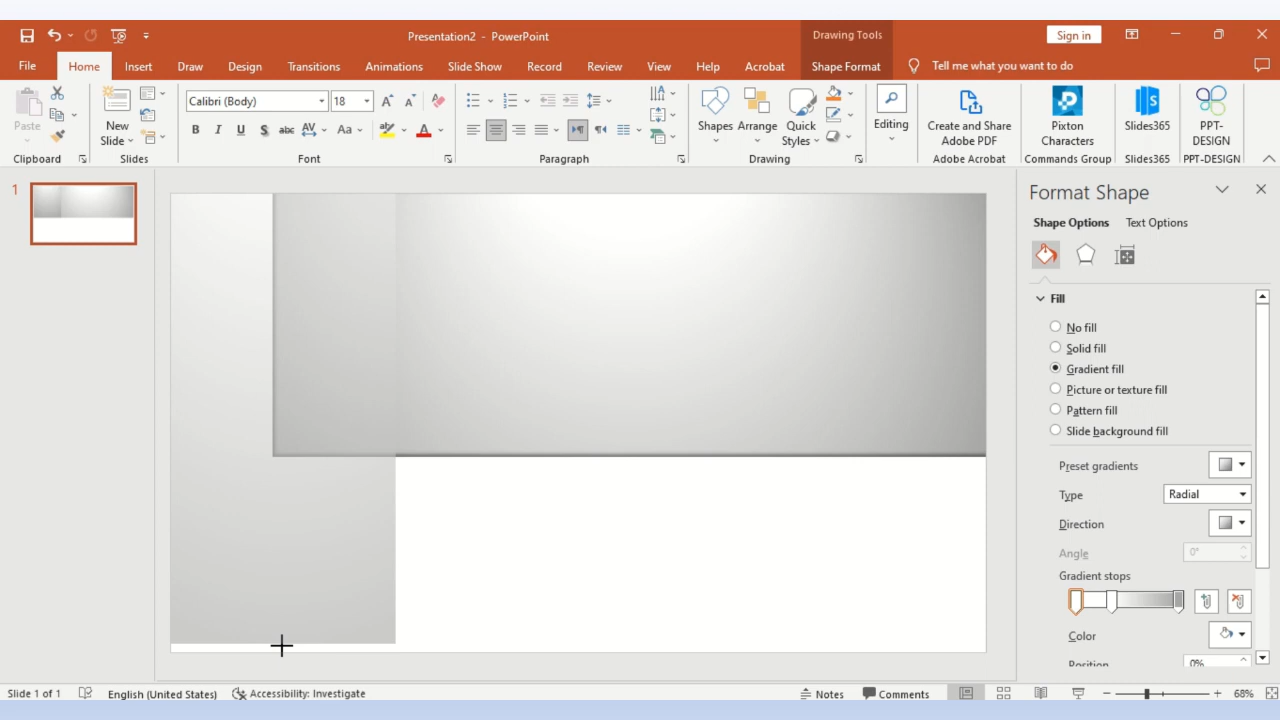 Presentation2 - PowerPoint
Drawing Tools
Sign in
File Home Insert Draw Design Transitions Animations Slide Show Record Review View Help Acrobat Shape Format Tell me what you want to do
Paste
New Slide
Calibri (Body) 18
B I U S abc AV Aa A
Shapes Arrange Quick Styles
Editing
Create and Share Adobe PDF
Pixton Characters
Slides365
PPT-DESIGN
Clipboard Slides Font Paragraph Drawing Adobe Acrobat Commands Group Slides365 PPT-DESIGN
1
Format Shape
Shape Options Text Options
Fill
No fill
Solid fill
Gradient fill
Picture or texture fill
Pattern fill
Slide background fill
Preset gradients
Type Radial
Direction
Angle 0°
Gradient stops
Color
Position 0%
Slide 1 of 1 English (United States) Accessibility: Investigate Notes Comments 68%